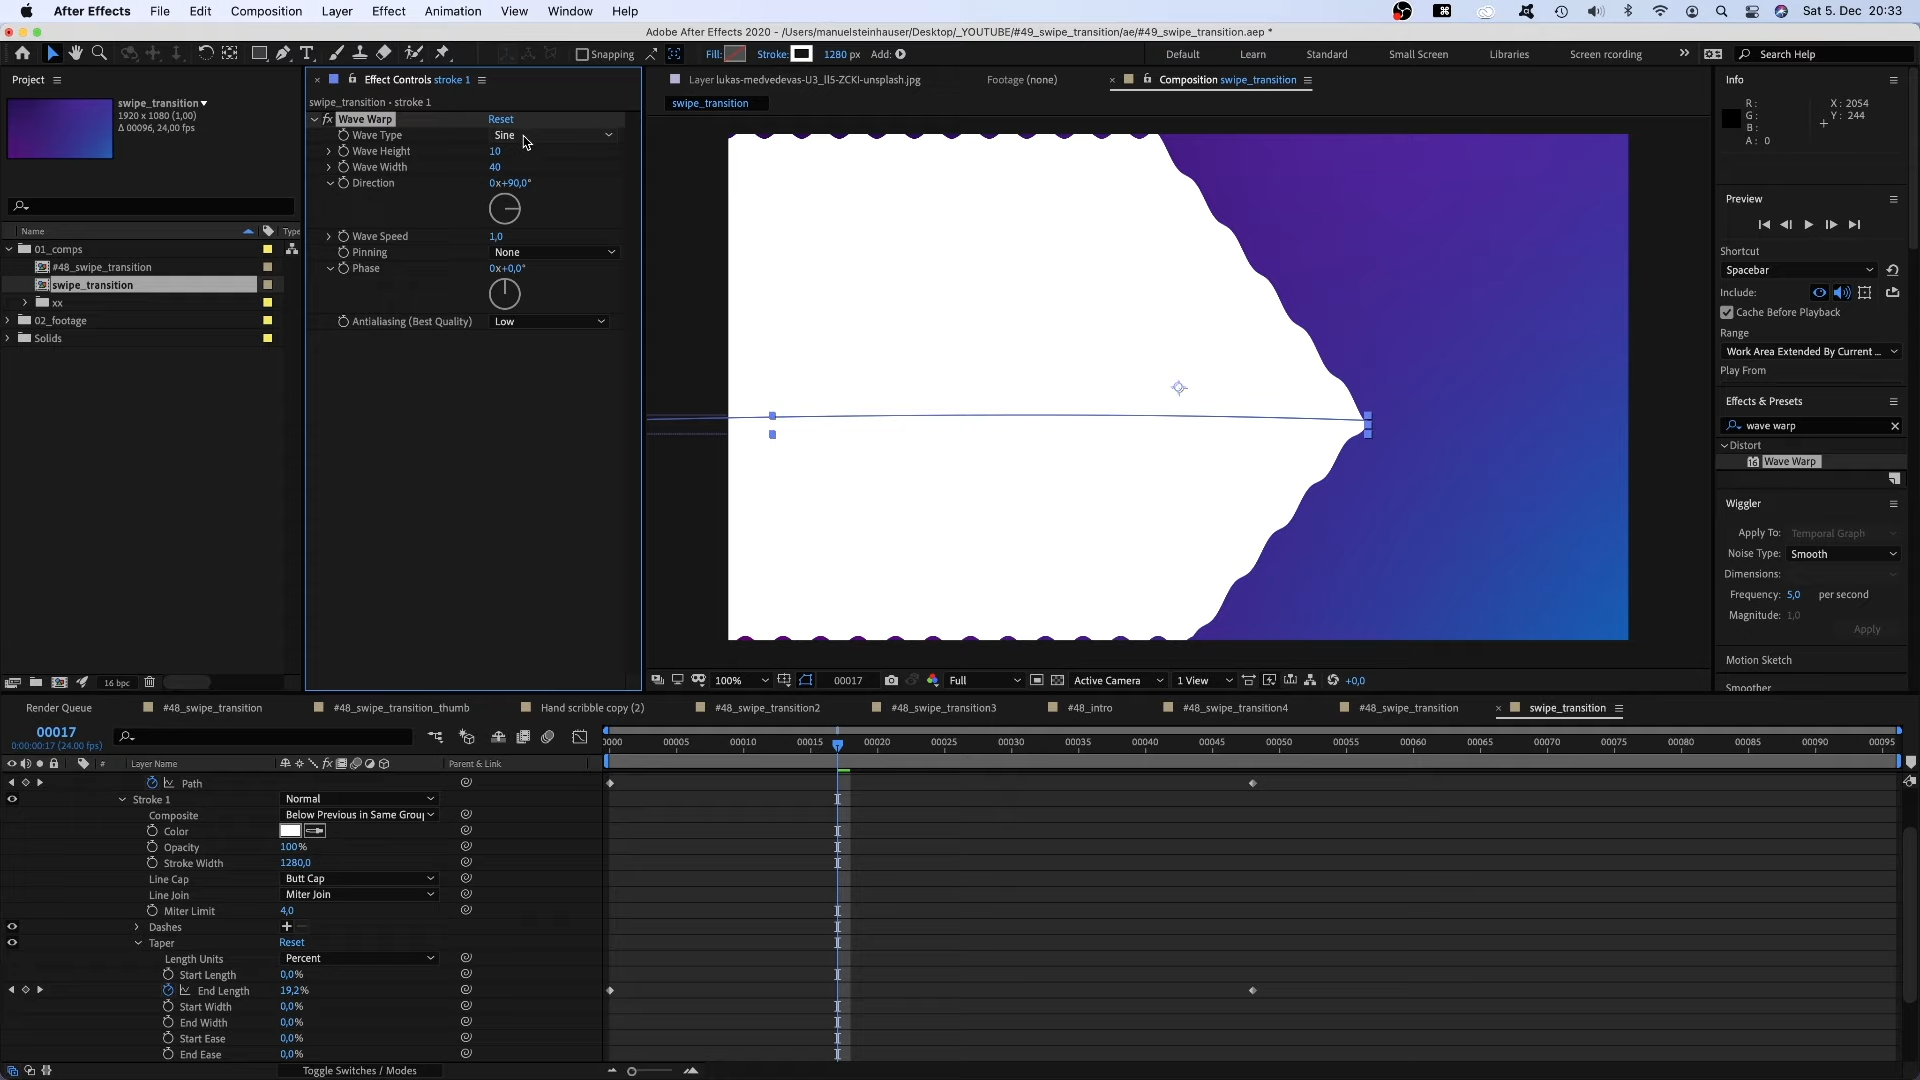 After Effects File Edit Composition Layer Effect Animation View Window Help
Sat 5. Dec 20:33
Adobe After Effects 2020 - /Users/manuelsteinhauser/Desktop/_YOUTUBE/#49_swipe_transition/ae/#49_swipe_transition.aep *
Snapping Fill: Stroke: 1280 px Add: Default Learn Standard Small Screen Libraries Screen recording Search Help
Project
swipe_transition
1920 x 1080 (1,00)
Δ 00096, 24,00 fps
Name Type
01_comps
#48_swipe_transition
swipe_transition
xx
02_footage
Solids
16 bpc
Effect Controls stroke 1
swipe_transition • stroke 1
fx Wave Warp Reset
Wave Type Sine
Wave Height 10
Wave Width 40
Direction 0x+90,0°
Wave Speed 1,0
Pinning None
Phase 0x+0,0°
Antialiasing (Best Quality) Low
Layer lukas-medvedevas-U3_ll5-ZCKI-unsplash.jpg Footage (none) Composition swipe_transition
swipe_transition
100% 00017 Full Active Camera 1 View +0,0
Info
R: X: 2054
G: Y: 244
B:
A: 0
Preview
Shortcut
Spacebar
Include:
Cache Before Playback
Range
Work Area Extended By Current ...
Play From
Effects & Presets
wave warp
Distort
16 Wave Warp
Wiggler
Apply To: Temporal Graph
Noise Type: Smooth
Dimensions:
Frequency: 5,0 per second
Magnitude: 1,0
Apply
Motion Sketch
Smoother
Render Queue #48_swipe_transition #48_swipe_transition_thumb Hand scribble copy (2) #48_swipe_transition2 #48_swipe_transition3 #48_intro #48_swipe_transition4 #48_swipe_transition swipe_transition
00017
0:00:00:17 (24.00 fps)
0000 00005 00010 00015 00020 00025 00030 00035 00040 00045 00050 00055 00060 00065 00070 00075 00080 00085 00090 00095
# Layer Name fx Parent & Link
Path
Stroke 1 Normal
Composite Below Previous in Same Grou
Color
Opacity 100%
Stroke Width 1280,0
Line Cap Butt Cap
Line Join Miter Join
Miter Limit 4,0
Dashes
Taper Reset
Length Units Percent
Start Length 0,0%
End Length 19,2%
Start Width 0,0%
End Width 0,0%
Start Ease 0,0%
End Ease 0,0%
Toggle Switches / Modes